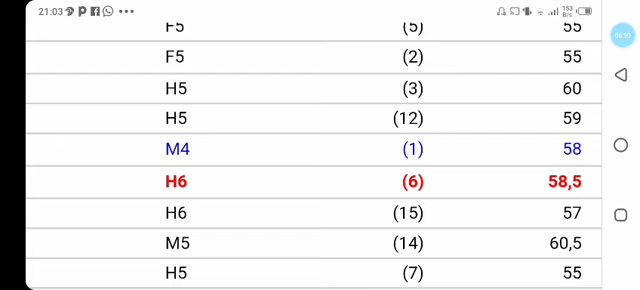 21:03 153 B/s
F5 (5) 55
F5 (2) 55
H5 (3) 60
H5 (12) 59
M4 (1) 58
H6 (6) 58,5
H6 (15) 57
M5 (14) 60,5
H5 (7) 55